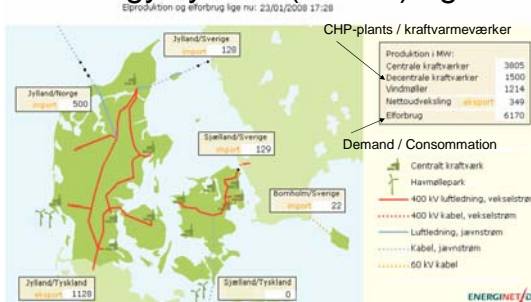 Elproduktion og elforbrug lige nu: 23/01/2008 17:28
CHP-plants / kraftvarmeværker
Jylland/Sverige
import 128
Jylland/Norge
import 500
Sjælland/Sverige
import 129
Bornholm/Sverige
import 22
Jylland/Tyskland
eksport 1128
Sjælland/Tyskland
0
Produktion i MW:
Centrale kraftværker 3805
Decentrale kraftværker 1500
Vindmøller 1214
Nettoudveksling eksport 349
Elforbrug 6170
Demand / Consommation
Centralt kraftværk
Havmøllepark
400 kV luftledning, vekselstrøm
400 kV kabel, vekselstrøm
Luftledning, jævnstrøm
Kabel, jævnstrøm
60 kV kabel
ENERGINET